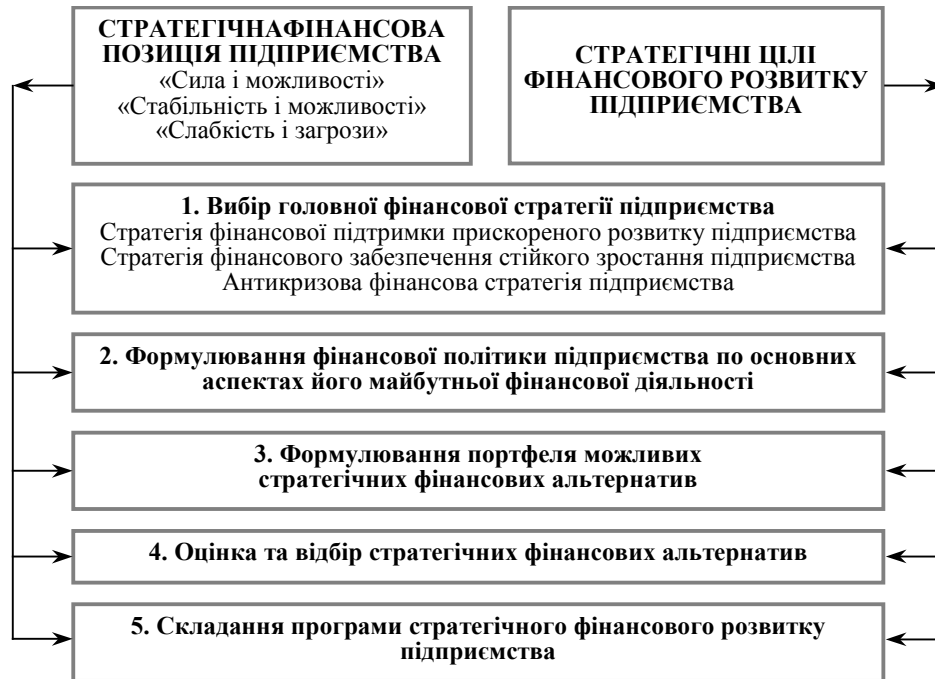 СТРАТЕГІЧНАФІНАНСОВА
ПОЗИЦІЯ ПІДПРИЄМСТВА
«Сила і можливості»
«Стабільність і можливості»
«Слабкість і загрози»
СТРАТЕГІЧНІ ЦІЛІ
ФІНАНСОВОГО РОЗВИТКУ
ПІДПРИЄМСТВА
1. Вибір головної фінансової стратегії підприємства
Стратегія фінансової підтримки прискореного розвитку підприємства
Стратегія фінансового забезпечення стійкого зростання підприємства
Антикризова фінансова стратегія підприємства
2. Формулювання фінансової політики підприємства по основних
аспектах його майбутньої фінансової діяльності
3. Формулювання портфеля можливих
стратегічних фінансових альтернатив
4. Оцінка та відбір стратегічних фінансових альтернатив
5. Складання програми стратегічного фінансового розвитку
підприємства